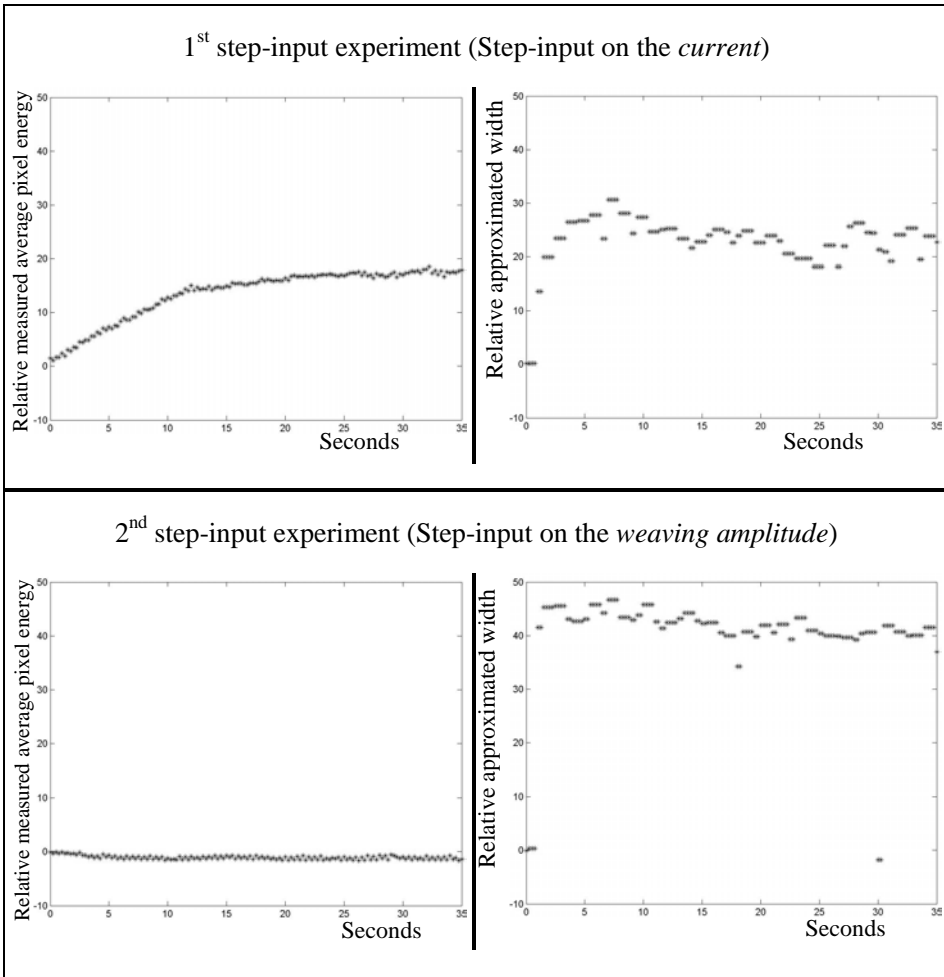 1st step-input experiment (Step-input on the current)
Relative measured average pixel energy
50
40
30
20
10
0
-10
0 5 10 15 20 25 30 35
Seconds
Relative approximated width
50
40
30
20
10
0
-10
0 5 10 15 20 25 30 35
Seconds
2nd step-input experiment (Step-input on the weaving amplitude)
Relative measured average pixel energy
50
40
30
20
10
0
-10
0 5 10 15 20 25 30 35
Seconds
Relative approximated width
50
40
30
20
10
0
-10
0 5 10 15 20 25 30 35
Seconds